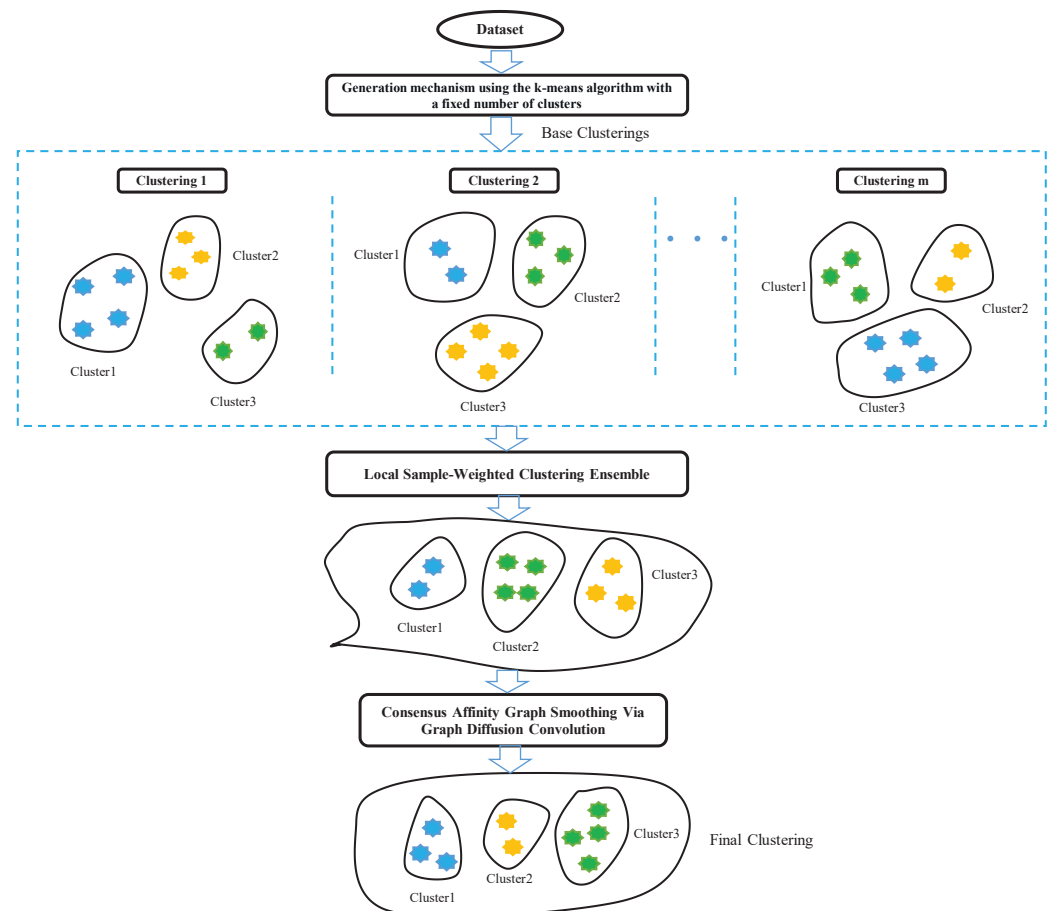 Dataset
Generation mechanism using the k-means algorithm with
a fixed number of clusters
Base Clusterings
Clustering 1
Clustering 2
Clustering m
Cluster2
Cluster1
Cluster3
Cluster1
Cluster2
Cluster3
Cluster1
Cluster2
Cluster3
Local Sample-Weighted Clustering Ensemble
Cluster3
Cluster1
Cluster2
Consensus Affinity Graph Smoothing Via
Graph Diffusion Convolution
Cluster3
Final Clustering
Cluster2
Cluster1